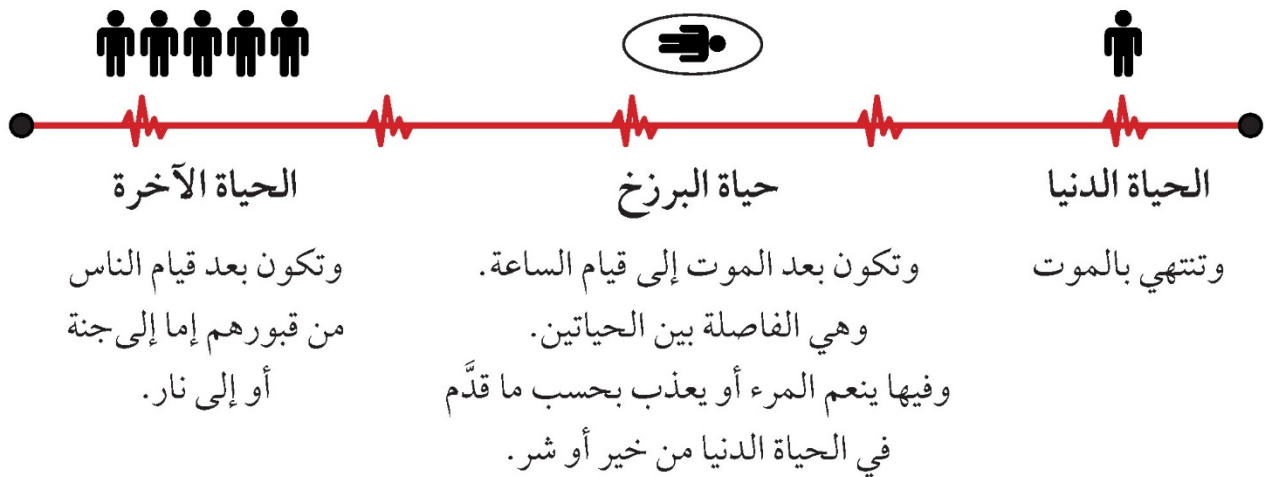 الحياة الدنيا
وتنتهي بالموت
حياة البرزخ
وتكون بعد الموت إلى قيام الساعة.
وهي الفاصلة بين الحياتين.
وفيها ينعم المرء أو يعذب بحسب ما قدَّم
في الحياة الدنيا من خير أو شر.
الحياة الآخرة
وتكون بعد قيام الناس
من قبورهم إما إلى جنة
أو إلى نار.